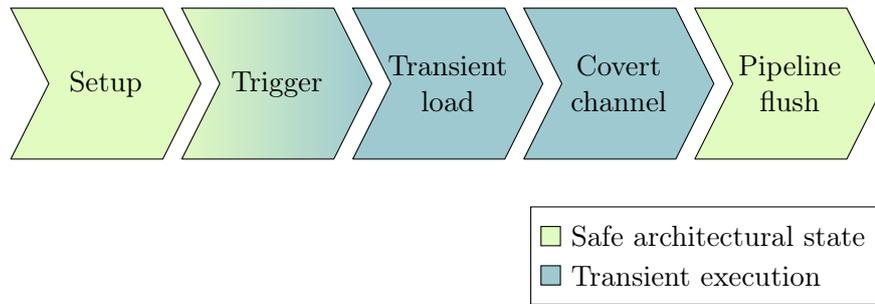 Setup
Trigger
Transient
load
Covert
channel
Pipeline
flush
Safe architectural state
Transient execution